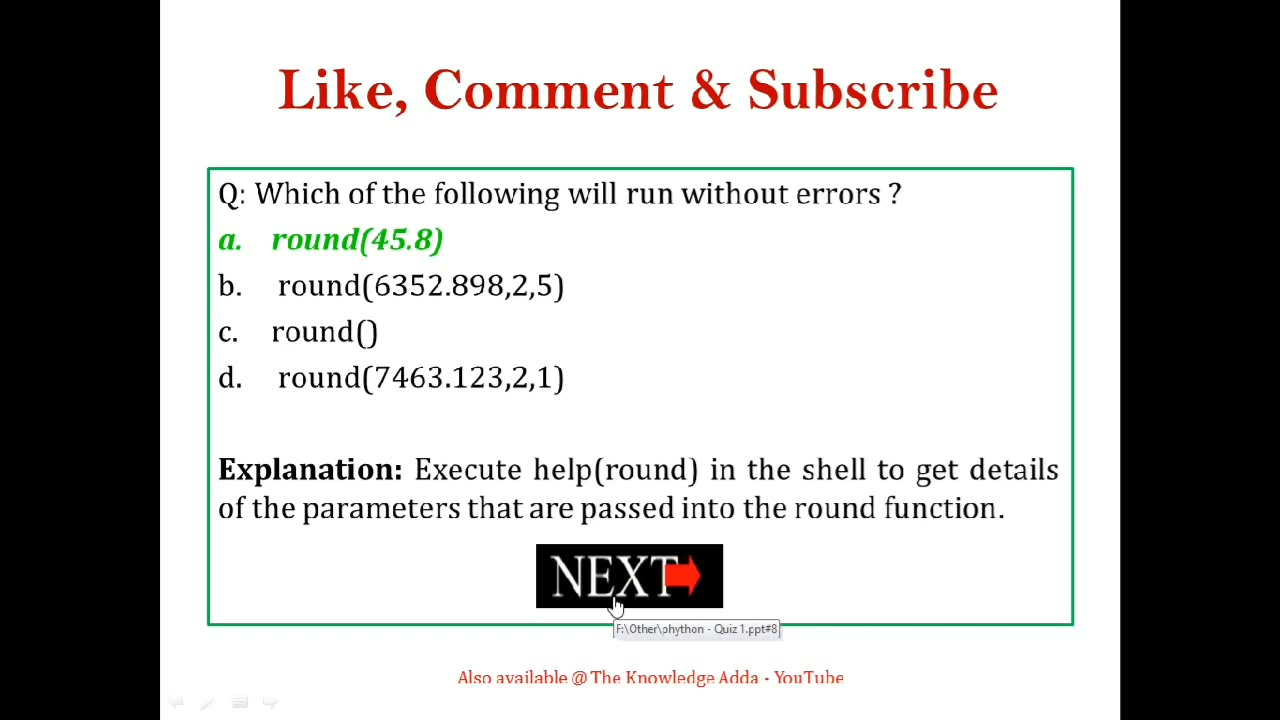 Like, Comment & Subscribe
Q: Which of the following will run without errors ?
a. round(45.8)
b. round(6352.898,2,5)
c. round()
d. round(7463.123,2,1)
Explanation: Execute help(round) in the shell to get details
of the parameters that are passed into the round function.
NEXT
F:\Other\phython - Quiz 1.ppt#8
Also available @ The Knowledge Adda - YouTube